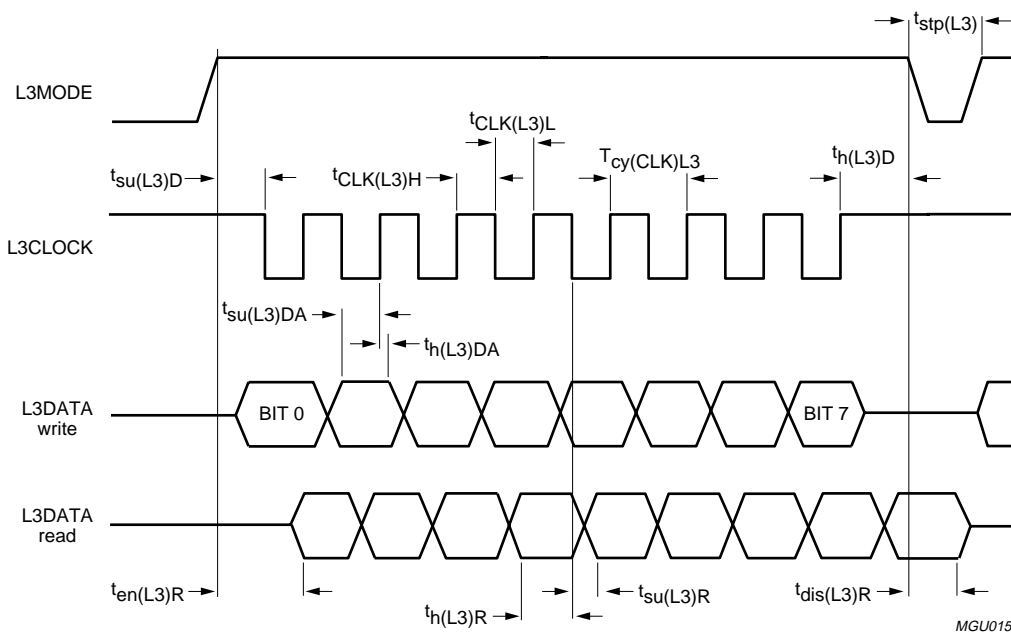 tstp(L3)
L3MODE
tCLK(L3)L
tsu(L3)D
tCLK(L3)H
Tcy(CLK)L3
th(L3)D
L3CLOCK
tsu(L3)DA
th(L3)DA
L3DATA
write
BIT 0
BIT 7
L3DATA
read
ten(L3)R
th(L3)R
tsu(L3)R
tdis(L3)R
MGU015